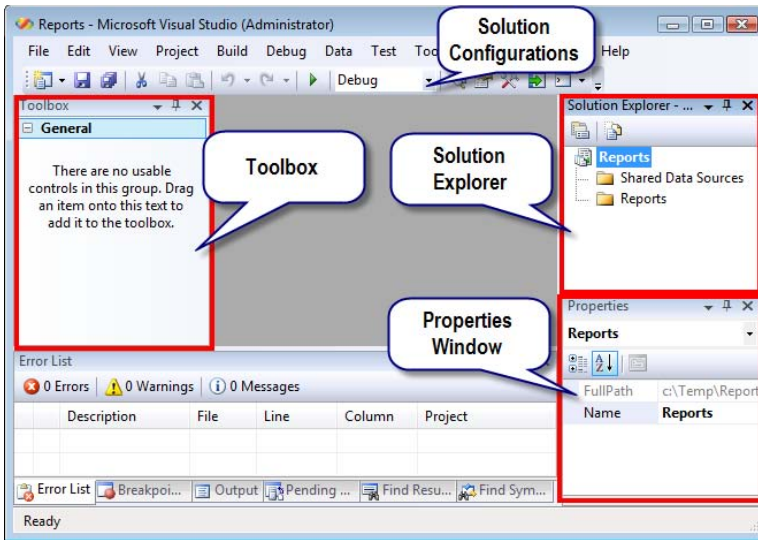 Reports - Microsoft Visual Studio (Administrator)
Solution
Configurations
File Edit View Project Build Debug Data Test Help
Debug
Toolbox
General
There are no usable
controls in this group. Drag
an item onto this text to
add it to the toolbox.
Toolbox
Solution
Explorer
Solution Explorer - ...
Reports
Shared Data Sources
Reports
Properties
Window
Properties
Reports
FullPath c:\Temp\Report
Name Reports
Error List
0 Errors 0 Warnings 0 Messages
Description File Line Column Project
Error List Breakpoi... Output Pending ... Find Resu... Find Sym...
Ready